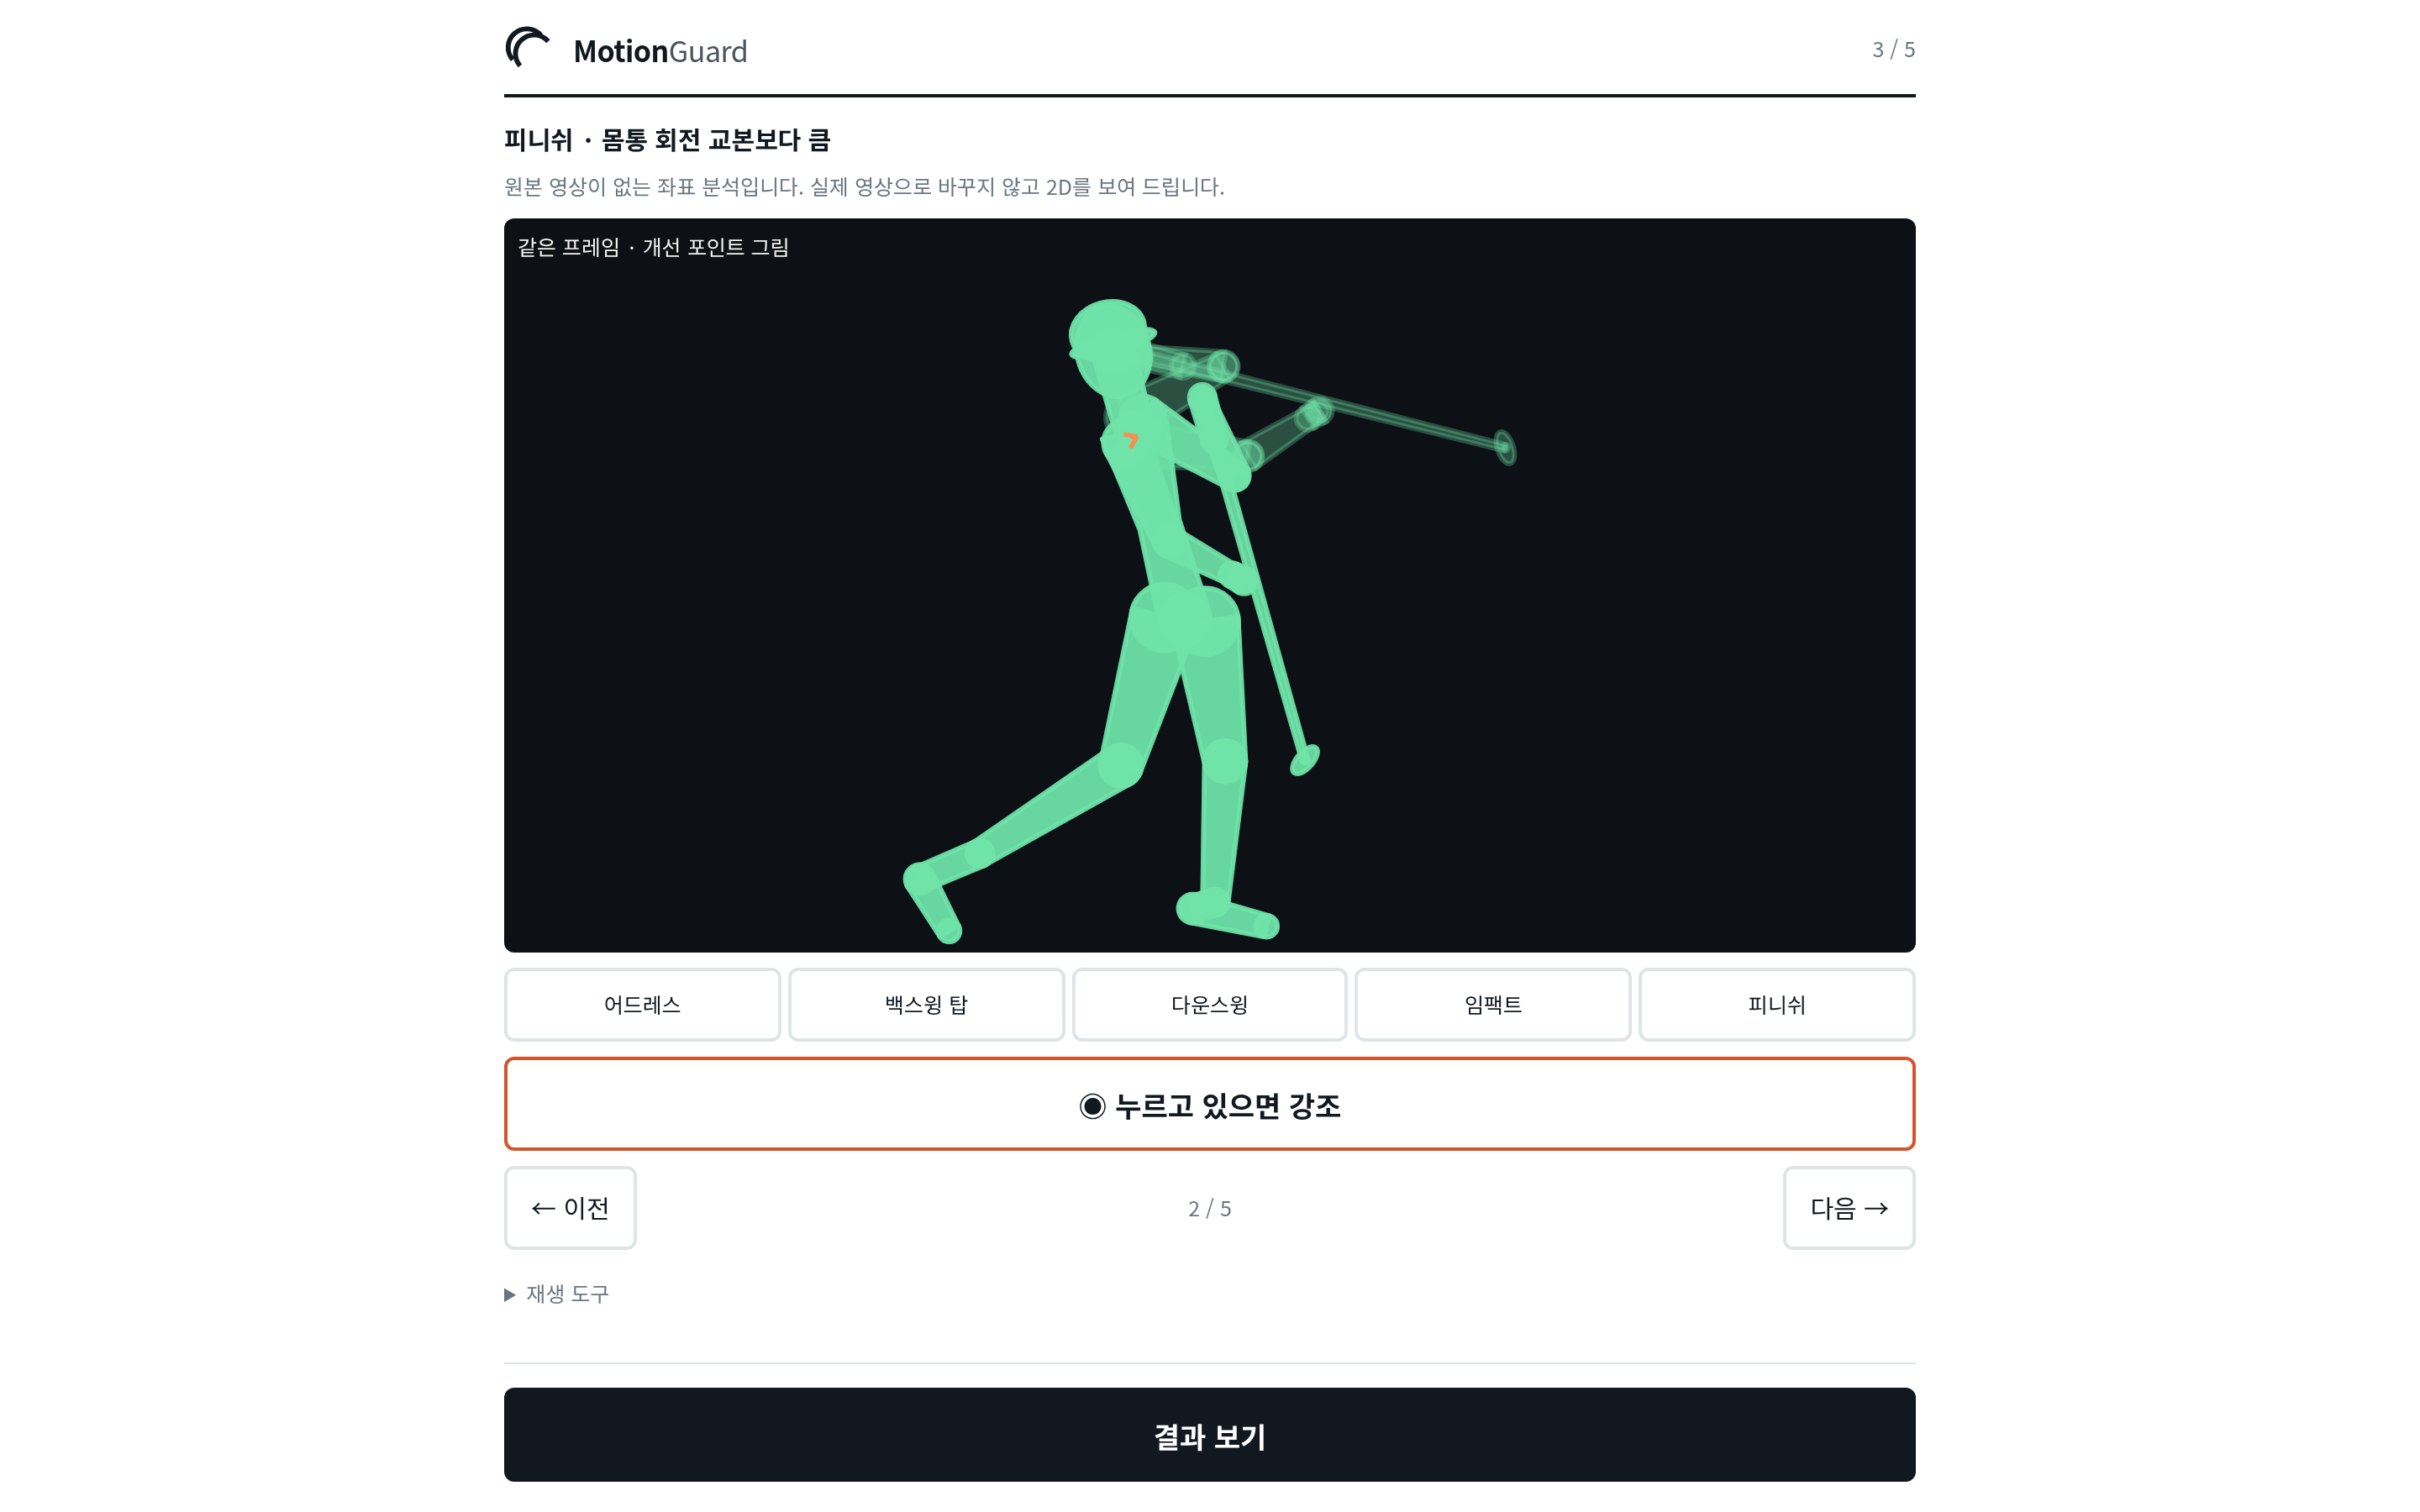 MotionGuard
3 / 5
피니쉬 · 몸통 회전 교본보다 큼
원본 영상이 없는 좌표 분석입니다. 실제 영상으로 바꾸지 않고 2D를 보여 드립니다.
같은 프레임 · 개선 포인트 그림
어드레스
백스윙 탑
다운스윙
임팩트
피니쉬
◉ 누르고 있으면 강조
← 이전
2 / 5
다음 →
▶ 재생 도구
결과 보기